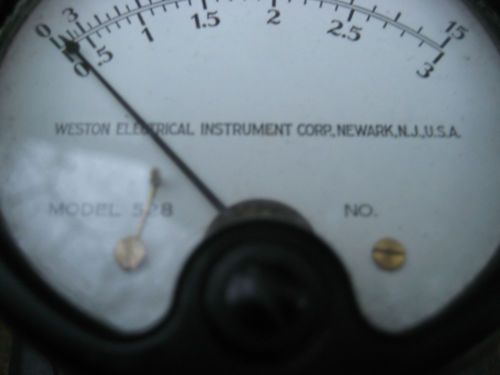 0 3 15
0 .5 1 1.5 2 2.5 3
WESTON ELECTRICAL INSTRUMENT CORP., NEWARK, N.J., U.S.A.
MODEL 528 NO.